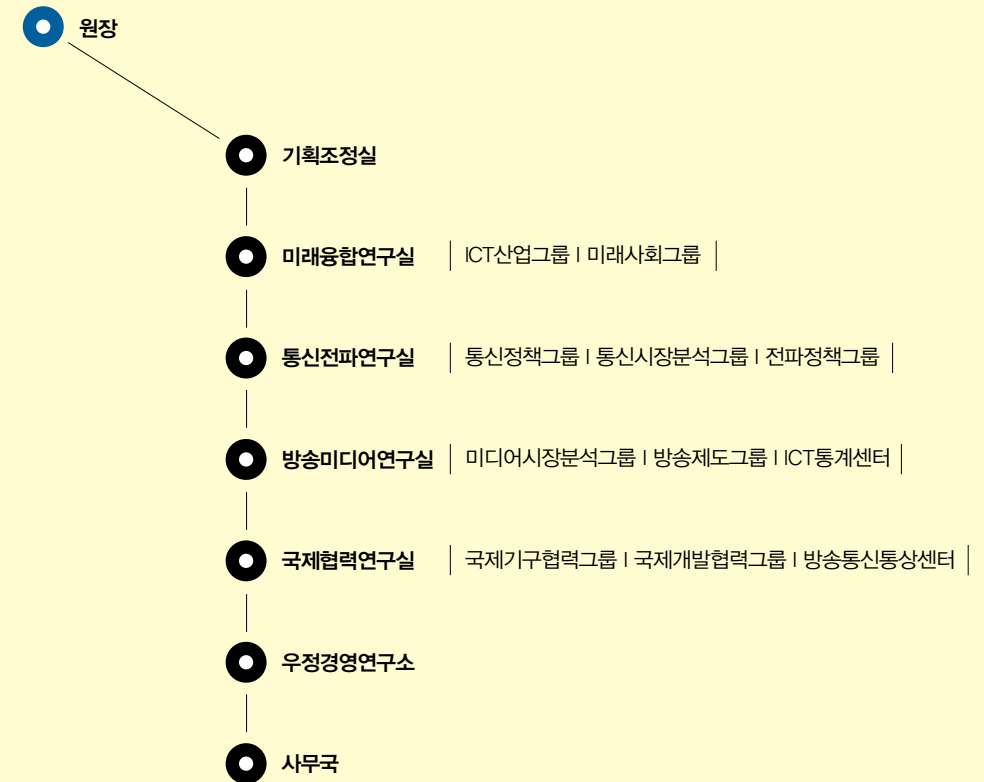 원장
기획조정실
미래융합연구실 | ICT산업그룹 I 미래사회그룹 |
통신전파연구실 | 통신정책그룹 I 통신시장분석그룹 I 전파정책그룹 |
방송미디어연구실 | 미디어시장분석그룹 I 방송제도그룹 I ICT통계센터 |
국제협력연구실 | 국제기구협력그룹 I 국제개발협력그룹 I 방송통신통상센터 |
우정경영연구소
사무국